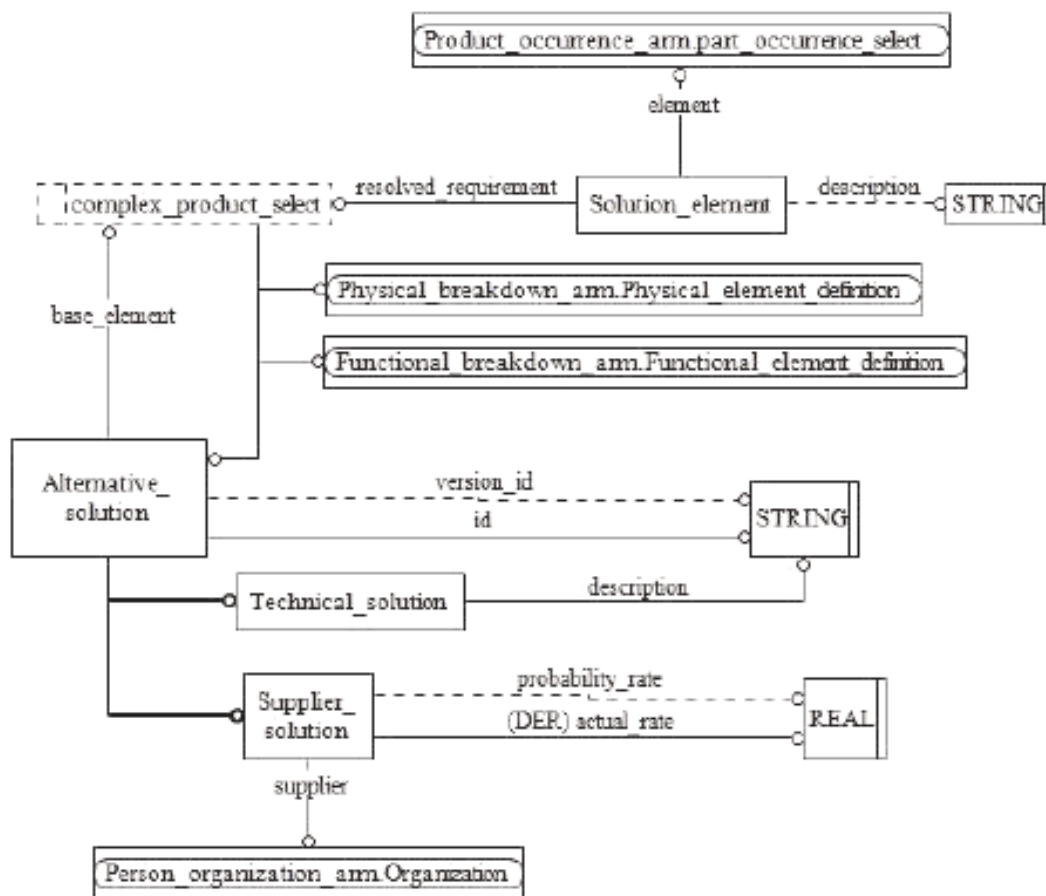 Product_occurrence_arm.part_occurrence_select
element
resolved_requirement
description
complex_product_select
Solution_element
STRING
Physical_breakdown_arm.Physical_element_definition
base_element
Functional_breakdown_arm.Functional_element_definition
Alternative_
solution
version_id
id
STRING
Technical_solution
description
probability_rate
Supplier_
solution
(DER) actual_rate
REAL
supplier
Person_organization_arm.Organization